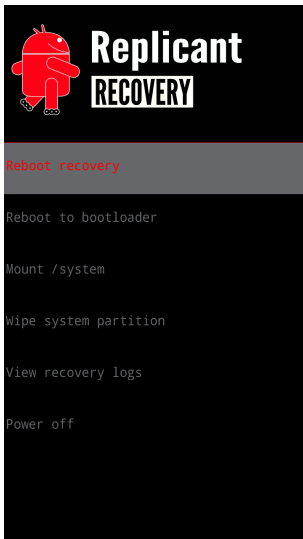 Replicant
RECOVERY
Reboot recovery
Reboot to bootloader
Mount /system
Wipe system partition
View recovery logs
Power off